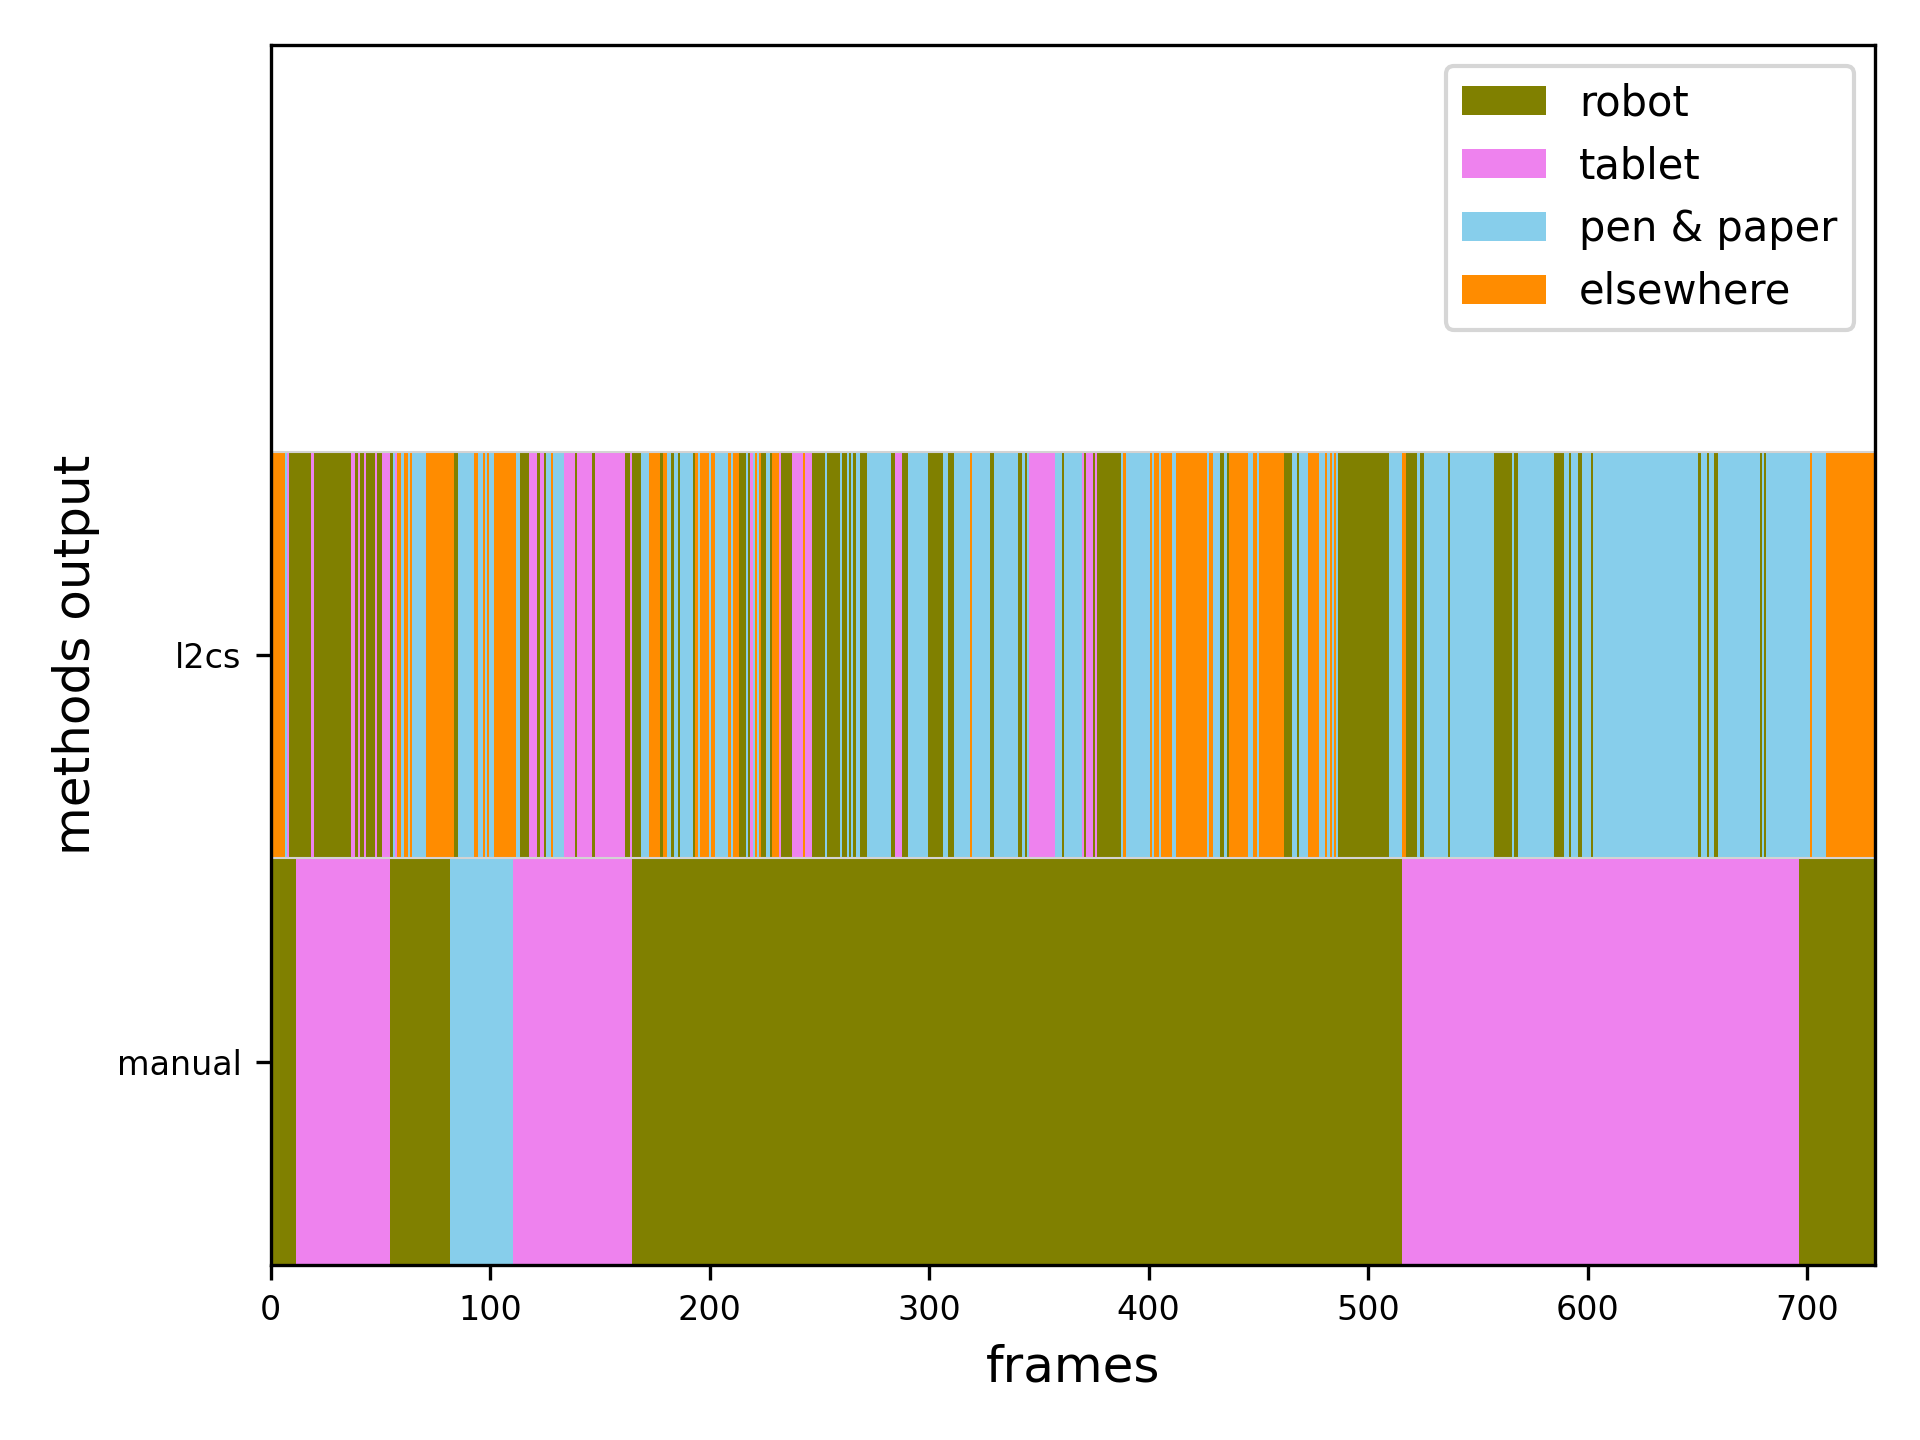 robot
tablet
pen & paper
elsewhere
methods output
l2cs
manual
0 100 200 300 400 500 600 700
frames